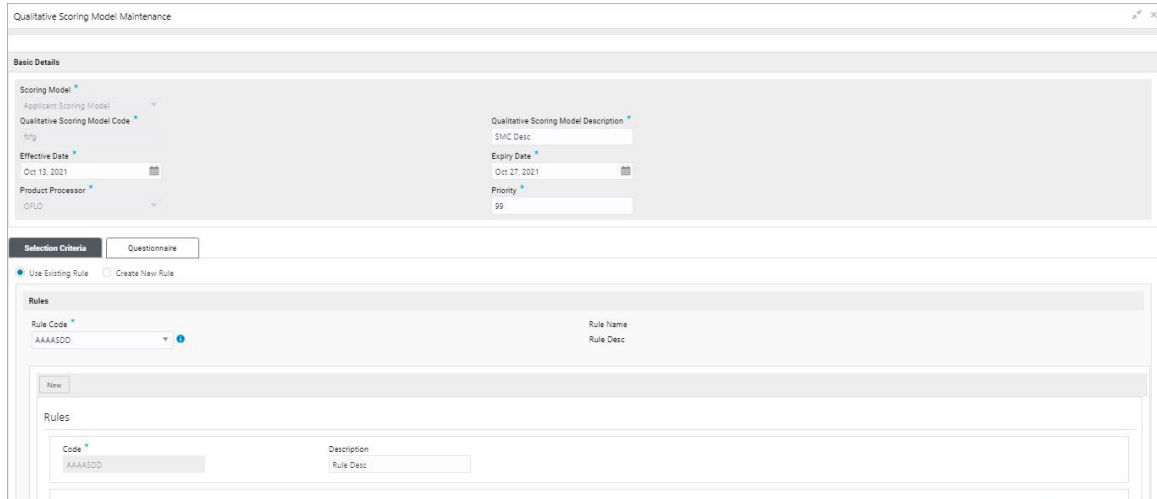 Qualitative Scoring Model Maintenance
Basic Details
Scoring Model *
Applicant Scoring Model
Qualitative Scoring Model Code * Qualitative Scoring Model Description *
fsfg SMC Desc
Effective Date * Expiry Date *
Oct 13, 2021 Oct 27, 2021
Product Processor * Priority *
OFLO 99
Selection Criteria Questionnaire
Use Existing Rule Create New Rule
Rules
Rule Code * Rule Name
AAAASDD Rule Desc
New
Rules
Code * Description
AAAASDD Rule Desc